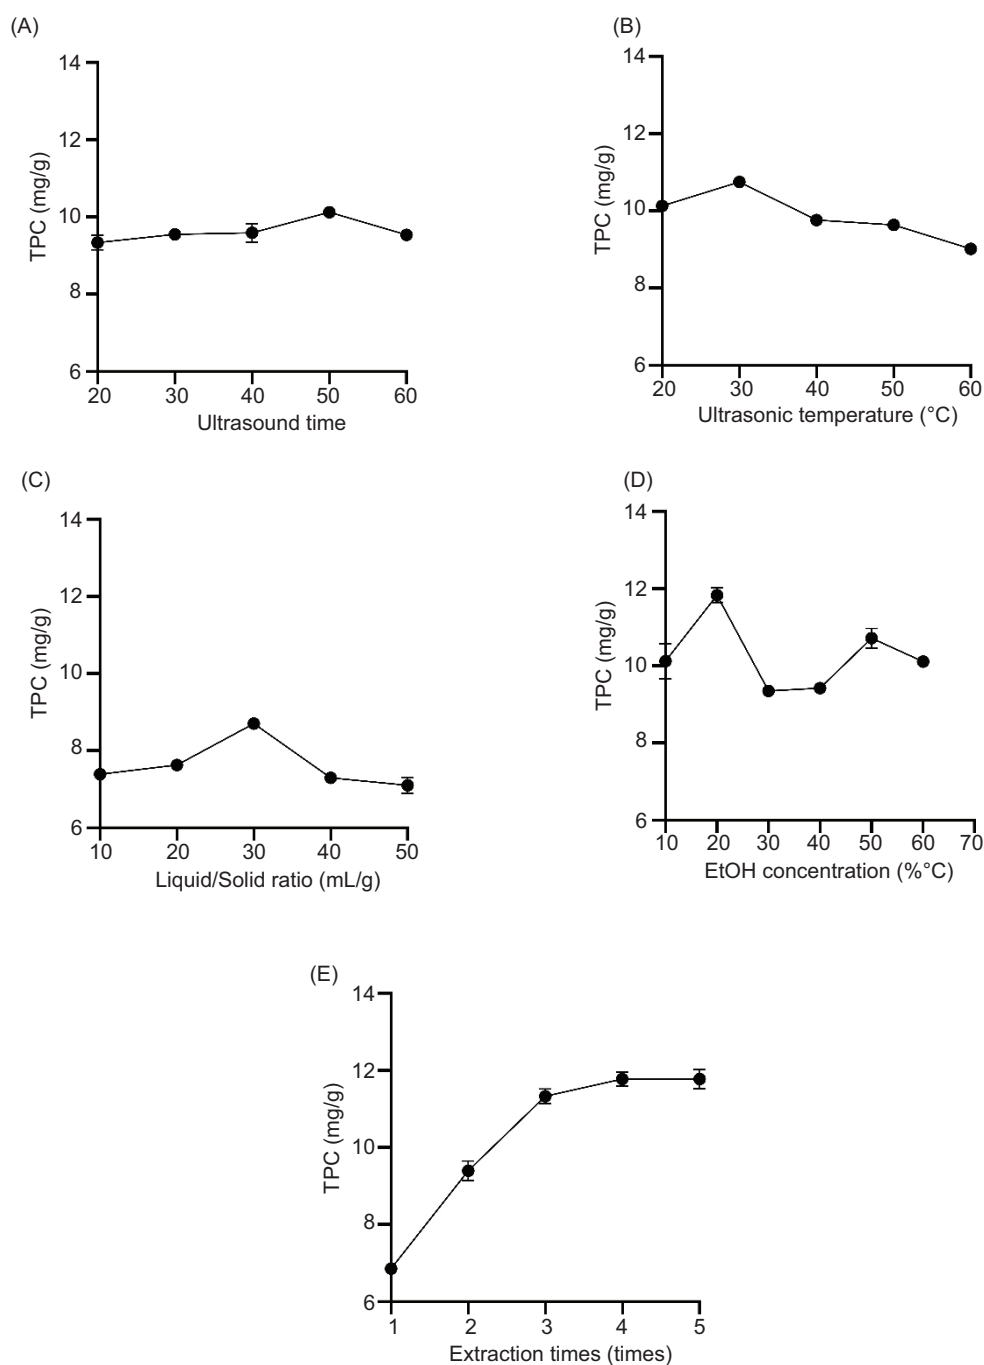 (A)
14
12
10
8
6
TPC (mg/g)
20 30 40 50 60
Ultrasound time
(B)
14
12
10
8
6
TPC (mg/g)
20 30 40 50 60
Ultrasonic temperature (°C)
(C)
14
12
10
8
6
TPC (mg/g)
10 20 30 40 50
Liquid/Solid ratio (mL/g)
(D)
14
12
10
8
6
TPC (mg/g)
10 20 30 40 50 60 70
EtOH concentration (%°C)
(E)
14
12
10
8
6
TPC (mg/g)
1 2 3 4 5
Extraction times (times)